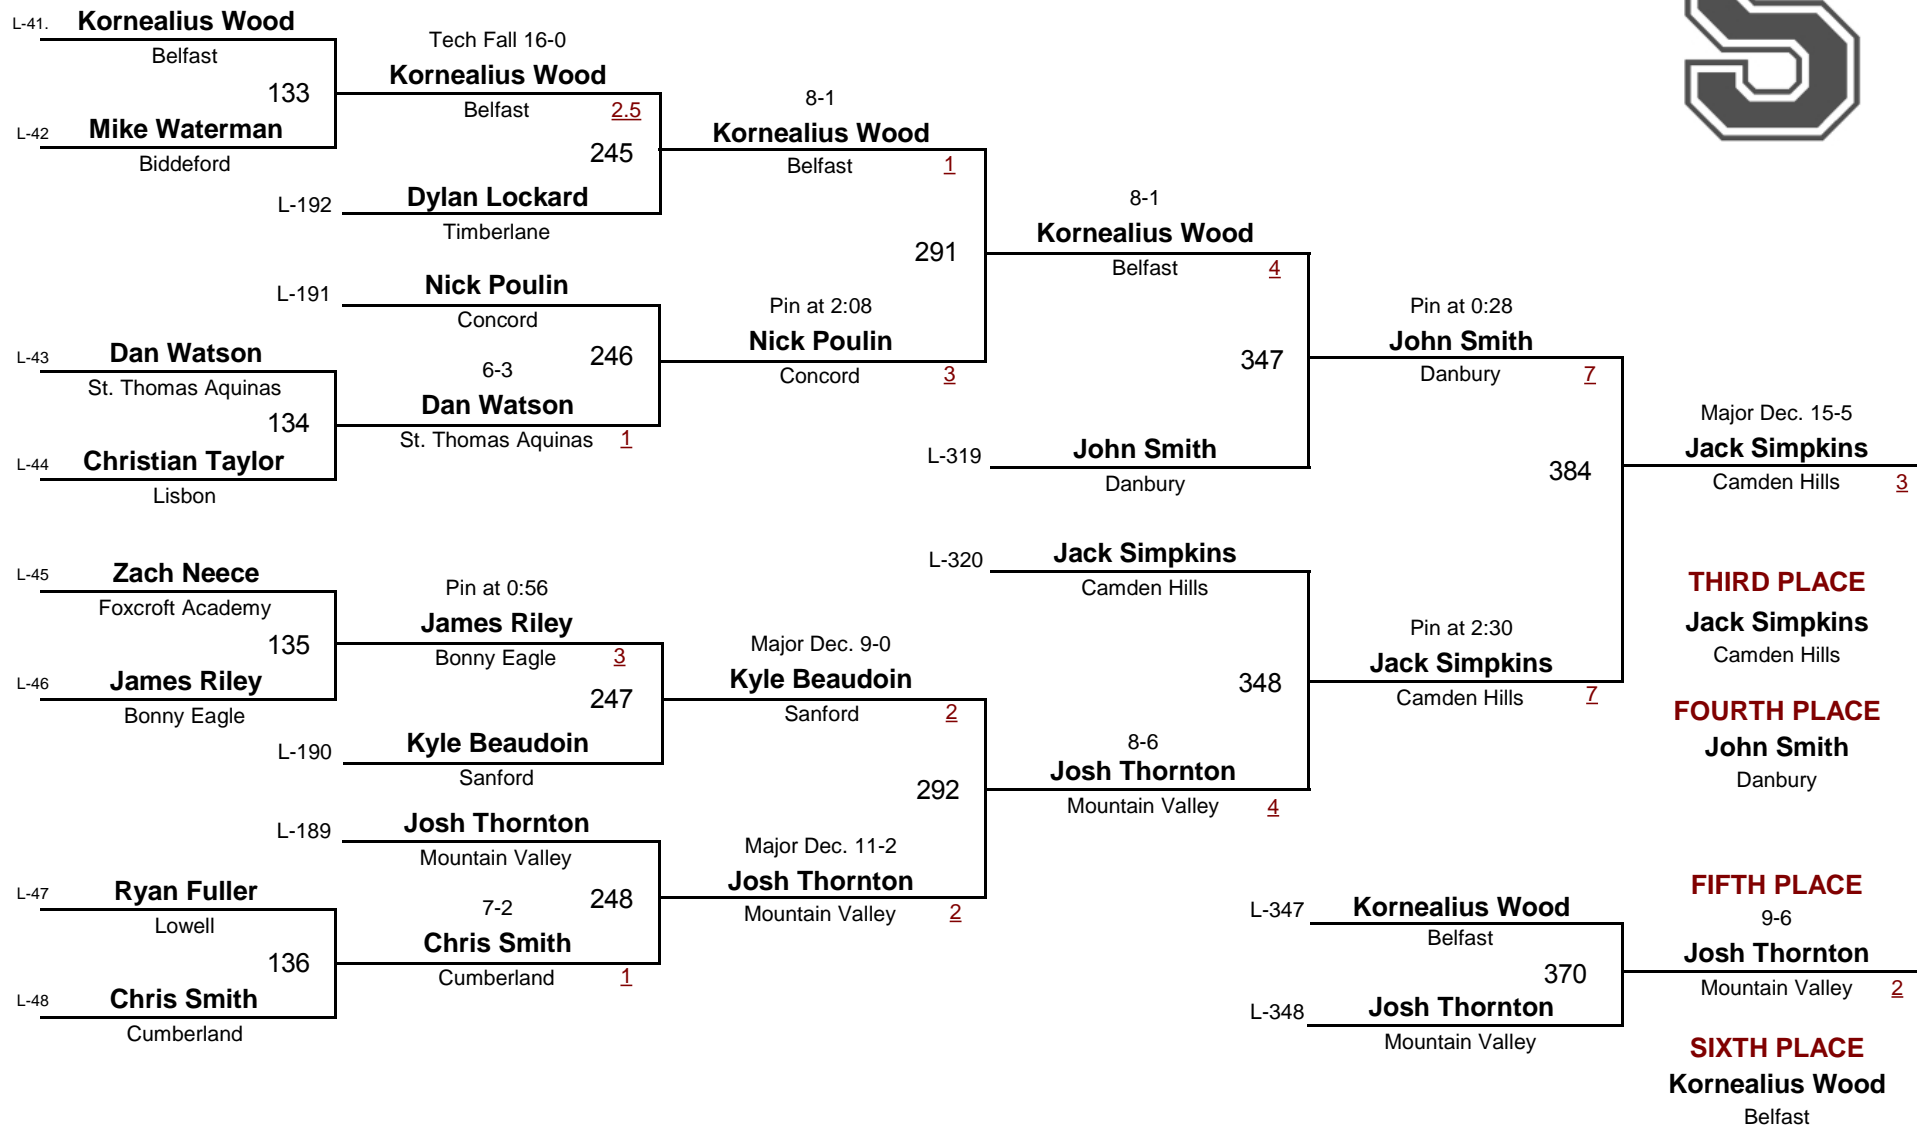 L-41. Kornealius Wood
Belfast
133
L-42 Mike Waterman
Biddeford
Tech Fall 16-0
Kornealius Wood
Belfast 2.5
245
L-192 Dylan Lockard
Timberlane
8-1
Kornealius Wood
Belfast 1
291
L-191 Nick Poulin
Concord
246
L-43 Dan Watson
St. Thomas Aquinas
134
L-44 Christian Taylor
Lisbon
6-3
Dan Watson
St. Thomas Aquinas 1
Pin at 2:08
Nick Poulin
Concord 3
8-1
Kornealius Wood
Belfast 4
347
L-319 John Smith
Danbury
Pin at 0:28
John Smith
Danbury 7
384
L-45 Zach Neece
Foxcroft Academy
135
L-46 James Riley
Bonny Eagle
Pin at 0:56
James Riley
Bonny Eagle 3
247
L-190 Kyle Beaudoin
Sanford
Major Dec. 9-0
Kyle Beaudoin
Sanford 2
292
L-189 Josh Thornton
Mountain Valley
248
L-47 Ryan Fuller
Lowell
136
L-48 Chris Smith
Cumberland
7-2
Chris Smith
Cumberland 1
Major Dec. 11-2
Josh Thornton
Mountain Valley 2
L-320 Jack Simpkins
Camden Hills
348
8-6
Josh Thornton
Mountain Valley 4
Pin at 2:30
Jack Simpkins
Camden Hills 7
L-347 Kornealius Wood
Belfast
370
L-348 Josh Thornton
Mountain Valley
S
Major Dec. 15-5
Jack Simpkins
Camden Hills 3
THIRD PLACE
Jack Simpkins
Camden Hills
FOURTH PLACE
John Smith
Danbury
FIFTH PLACE
9-6
Josh Thornton
Mountain Valley 2
SIXTH PLACE
Kornealius Wood
Belfast